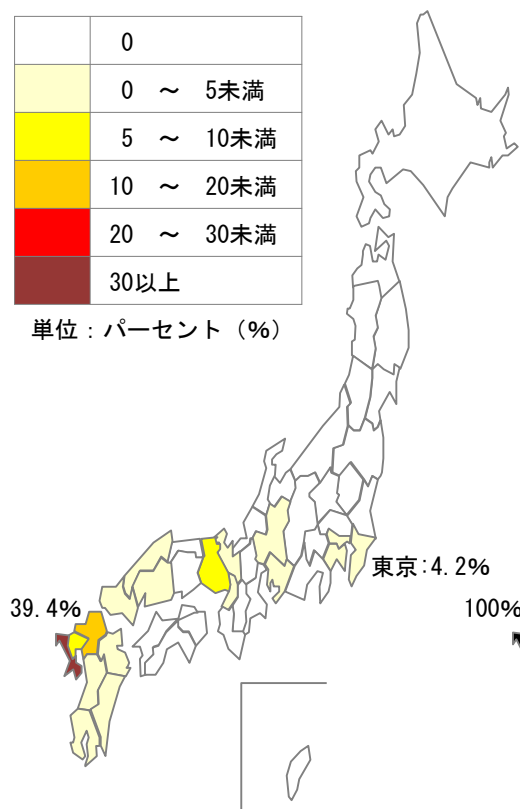 0
0 ～ 5未満
5 ～ 10未満
10 ～ 20未満
20 ～ 30未満
30以上
単位：パーセント（%）
東京:4.2%
39.4%
100%